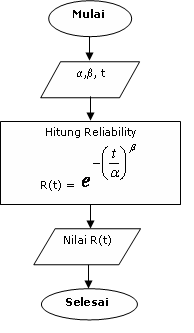 Mulai
α,β, t
Hitung Reliability
R(t) = e^{-(t/α)^β}
Nilai R(t)
Selesai